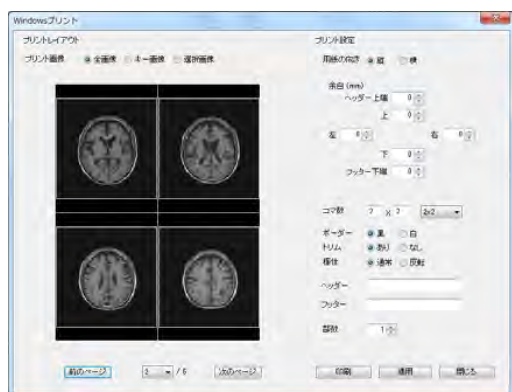 Windowsプリント
プリントレイアウト
プリント画像 全画像 キー画像 選択画像
前のページ
/ 6
次のページ
プリント設定
用紙の向き 縦 横
余白 (mm)
ヘッダー上端 0
上 0
左 0 右 0
下 0
フッター下端 0
コマ数 2 x 2 2x2
ボーダー 黒 白
トリム あり なし
極性 通常 反転
ヘッダー
フッター
部数 1
印刷 適用 閉じる